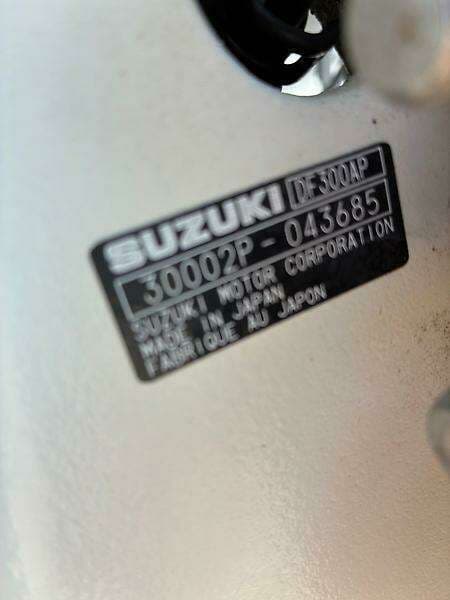 SUZUKI DF300AP
30002P-043685
SUZUKI MOTOR CORPORATION
MADE IN JAPAN
FABRIQUE AU JAPON